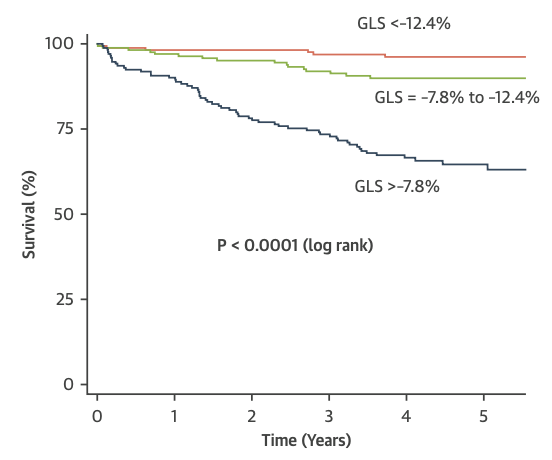 GLS <-12.4%
100
GLS = -7.8% to -12.4%
75
GLS >-7.8%
50
Survival (%)
P < 0.0001 (log rank)
25
0
0 1 2 3 4 5
Time (Years)